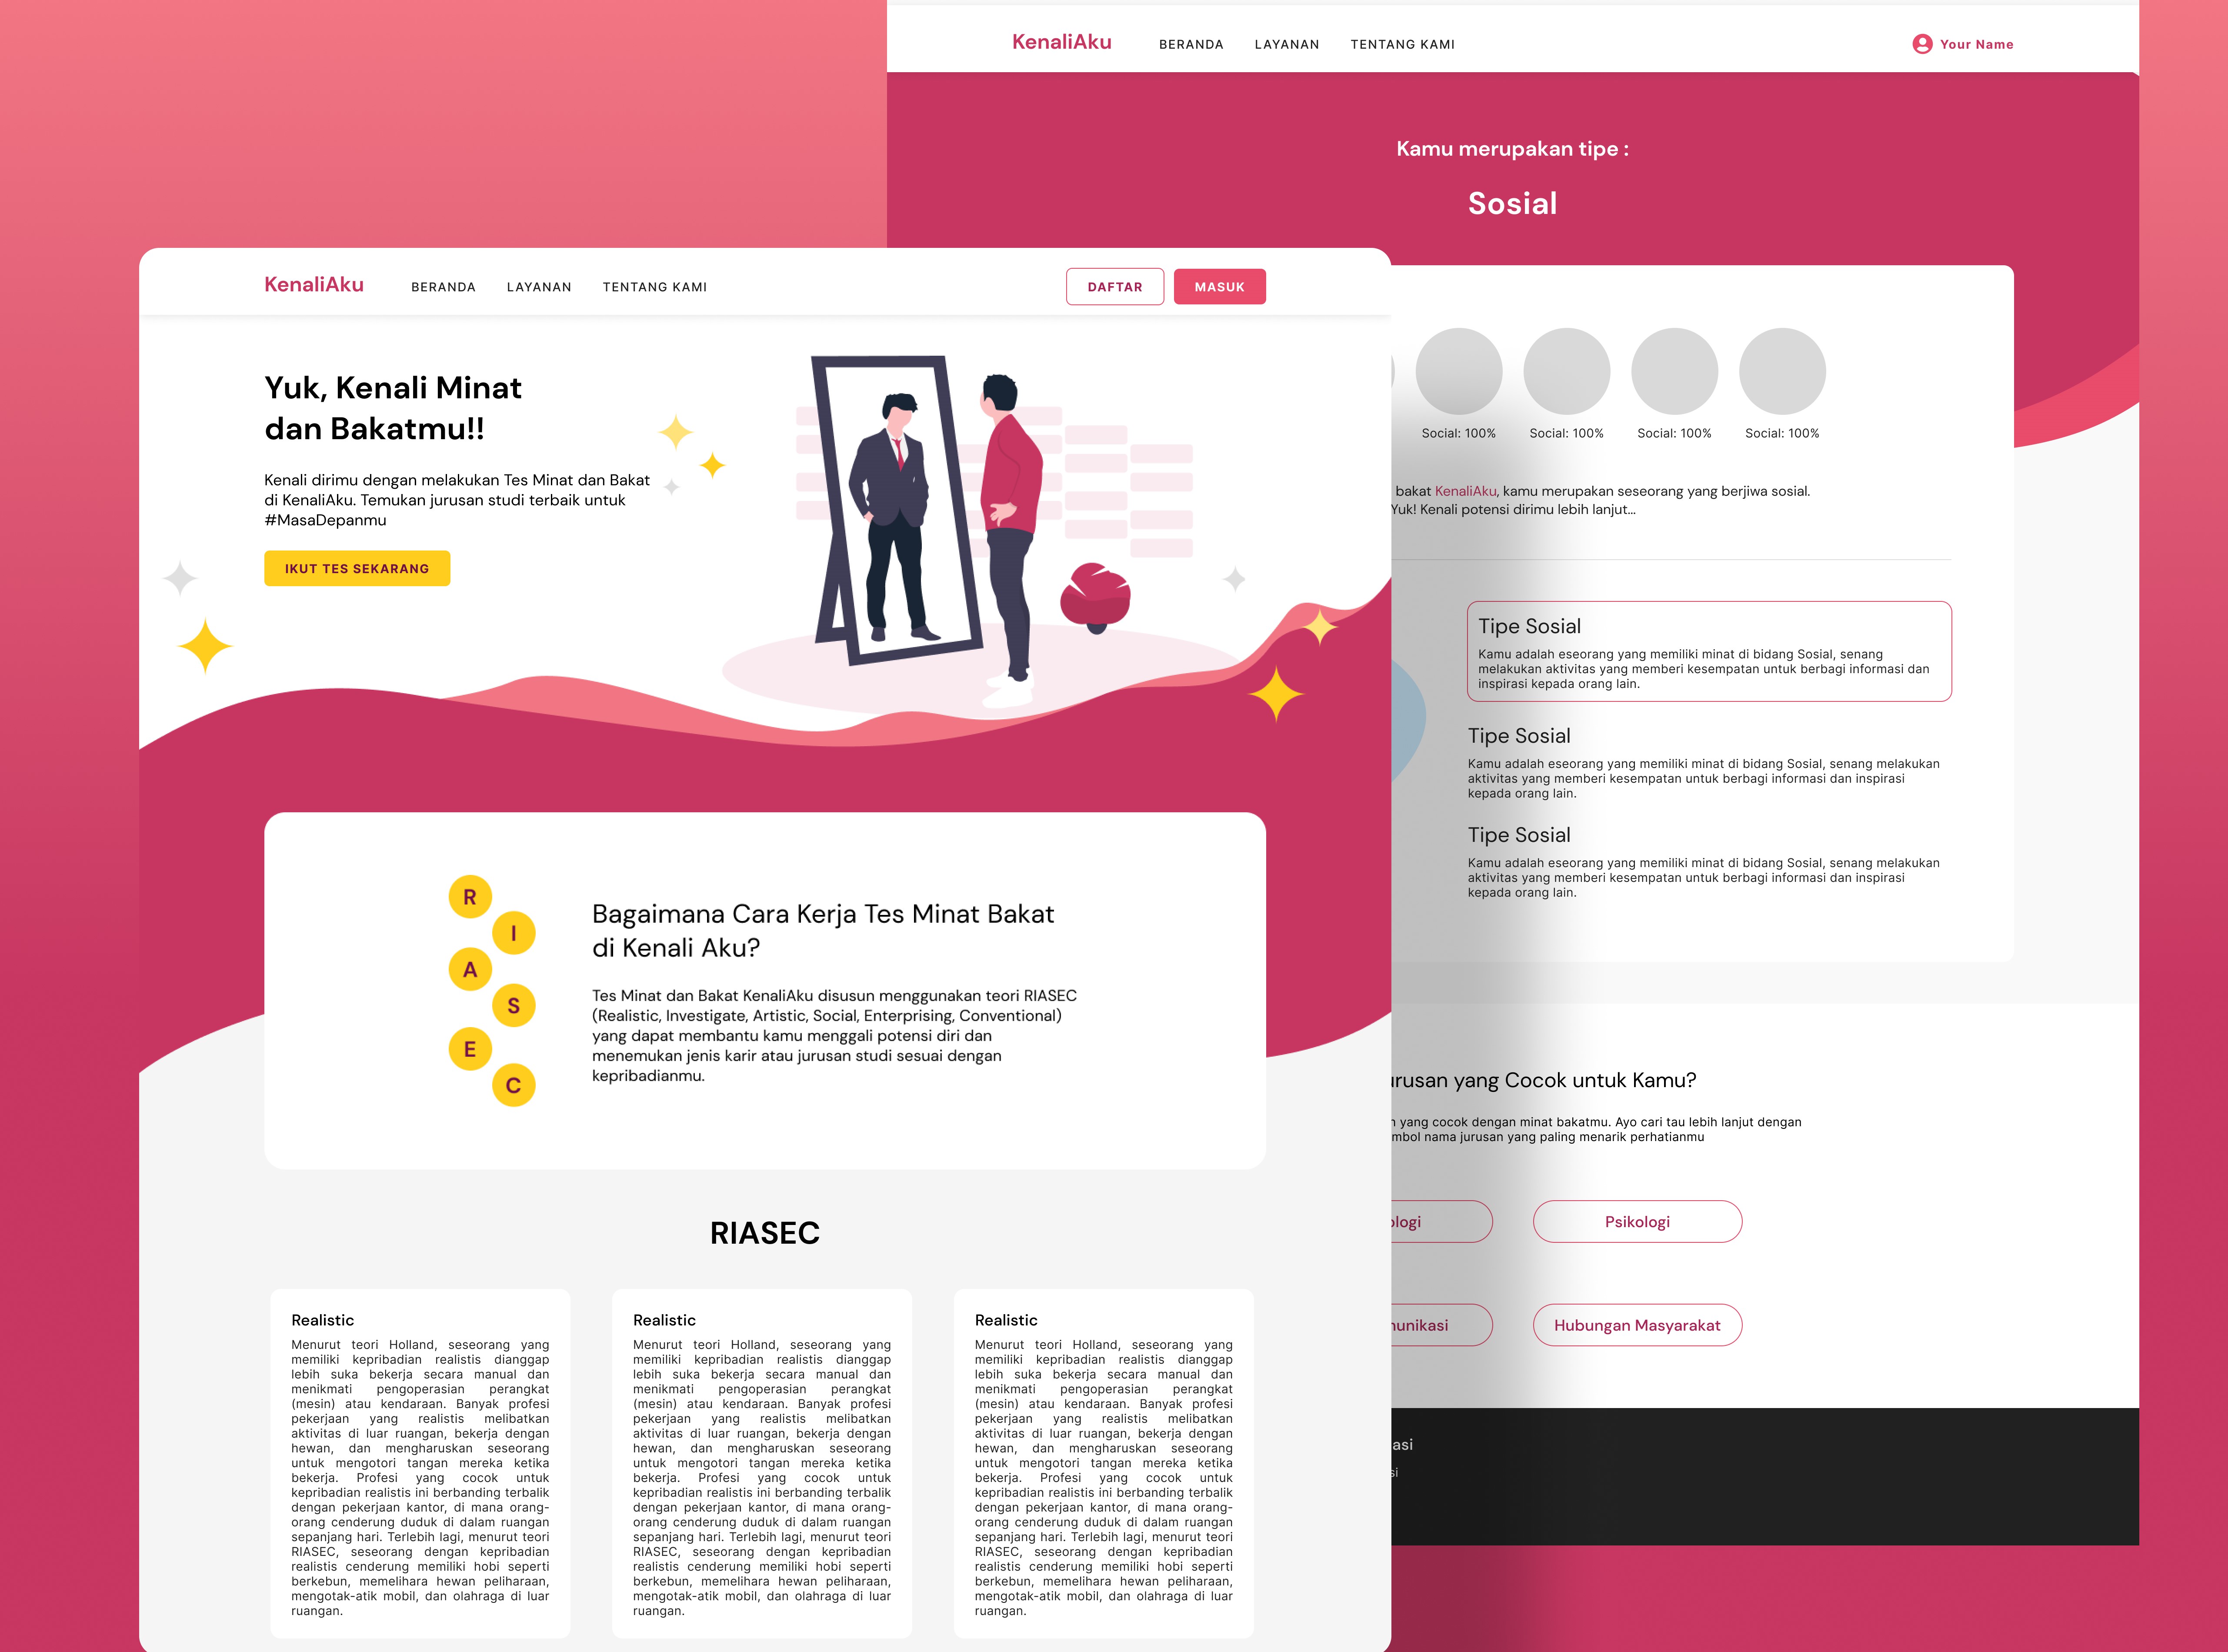 KenaliAku BERANDA LAYANAN TENTANG KAMI Your Name
Kamu merupakan tipe :
Sosial
Social: 100% Social: 100% Social: 100% Social: 100%
bakat KenaliAku, kamu merupakan seseorang yang berjiwa sosial.
Yuk! Kenali potensi dirimu lebih lanjut...
Tipe Sosial
Kamu adalah eseorang yang memiliki minat di bidang Sosial, senang
melakukan aktivitas yang memberi kesempatan untuk berbagi informasi dan
inspirasi kepada orang lain.
Tipe Sosial
Kamu adalah eseorang yang memiliki minat di bidang Sosial, senang melakukan
aktivitas yang memberi kesempatan untuk berbagi informasi dan inspirasi
kepada orang lain.
Tipe Sosial
Kamu adalah eseorang yang memiliki minat di bidang Sosial, senang melakukan
aktivitas yang memberi kesempatan untuk berbagi informasi dan inspirasi
kepada orang lain.
yang Cocok untuk Kamu?
yang cocok dengan minat bakatmu. Ayo cari tau lebih lanjut dengan
nama jurusan yang paling menarik perhatianmu
Psikologi
Hubungan Masyarakat
KenaliAku BERANDA LAYANAN TENTANG KAMI DAFTAR MASUK
Yuk, Kenali Minat
dan Bakatmu!!
Kenali dirimu dengan melakukan Tes Minat dan Bakat
di KenaliAku. Temukan jurusan studi terbaik untuk
#MasaDepanmu
IKUT TES SEKARANG
R
I
A
S
E
C
Bagaimana Cara Kerja Tes Minat Bakat
di Kenali Aku?
Tes Minat dan Bakat KenaliAku disusun menggunakan teori RIASEC
(Realistic, Investigate, Artistic, Social, Enterprising, Conventional)
yang dapat membantu kamu menggali potensi diri dan
menemukan jenis karir atau jurusan studi sesuai dengan
kepribadianmu.
RIASEC
Realistic
Menurut teori Holland, seseorang yang
memiliki kepribadian realistis dianggap
lebih suka bekerja secara manual dan
menikmati pengoperasian perangkat
(mesin) atau kendaraan. Banyak profesi
pekerjaan yang realistis melibatkan
aktivitas di luar ruangan, bekerja dengan
hewan, dan mengharuskan seseorang
untuk mengotori tangan mereka ketika
bekerja. Profesi yang cocok untuk
kepribadian realistis ini berbanding terbalik
dengan pekerjaan kantor, di mana orang-
orang cenderung duduk di dalam ruangan
sepanjang hari. Terlebih lagi, menurut teori
RIASEC, seseorang dengan kepribadian
realistis cenderung memiliki hobi seperti
berkebun, memelihara hewan peliharaan,
mengotak-atik mobil, dan olahraga di luar
ruangan.
Realistic
Menurut teori Holland, seseorang yang
memiliki kepribadian realistis dianggap
lebih suka bekerja secara manual dan
menikmati pengoperasian perangkat
(mesin) atau kendaraan. Banyak profesi
pekerjaan yang realistis melibatkan
aktivitas di luar ruangan, bekerja dengan
hewan, dan mengharuskan seseorang
untuk mengotori tangan mereka ketika
bekerja. Profesi yang cocok untuk
kepribadian realistis ini berbanding terbalik
dengan pekerjaan kantor, di mana orang-
orang cenderung duduk di dalam ruangan
sepanjang hari. Terlebih lagi, menurut teori
RIASEC, seseorang dengan kepribadian
realistis cenderung memiliki hobi seperti
berkebun, memelihara hewan peliharaan,
mengotak-atik mobil, dan olahraga di luar
ruangan.
Realistic
Menurut teori Holland, seseorang yang
memiliki kepribadian realistis dianggap
lebih suka bekerja secara manual dan
menikmati pengoperasian perangkat
(mesin) atau kendaraan. Banyak profesi
pekerjaan yang realistis melibatkan
aktivitas di luar ruangan, bekerja dengan
hewan, dan mengharuskan seseorang
untuk mengotori tangan mereka ketika
bekerja. Profesi yang cocok untuk
kepribadian realistis ini berbanding terbalik
dengan pekerjaan kantor, di mana orang-
orang cenderung duduk di dalam ruangan
sepanjang hari. Terlebih lagi, menurut teori
RIASEC, seseorang dengan kepribadian
realistis cenderung memiliki hobi seperti
berkebun, memelihara hewan peliharaan,
mengotak-atik mobil, dan olahraga di luar
ruangan.